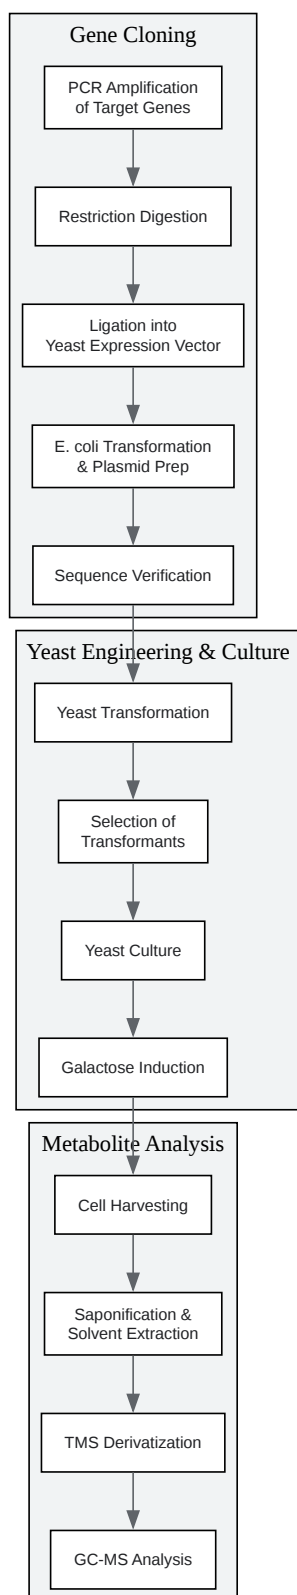 Gene Cloning
PCR Amplification
of Target Genes
Restriction Digestion
Ligation into
Yeast Expression Vector
E. coli Transformation
& Plasmid Prep
Sequence Verification
Yeast Engineering & Culture
Yeast Transformation
Selection of
Transformants
Yeast Culture
Galactose Induction
Metabolite Analysis
Cell Harvesting
Saponification &
Solvent Extraction
TMS Derivatization
GC-MS Analysis